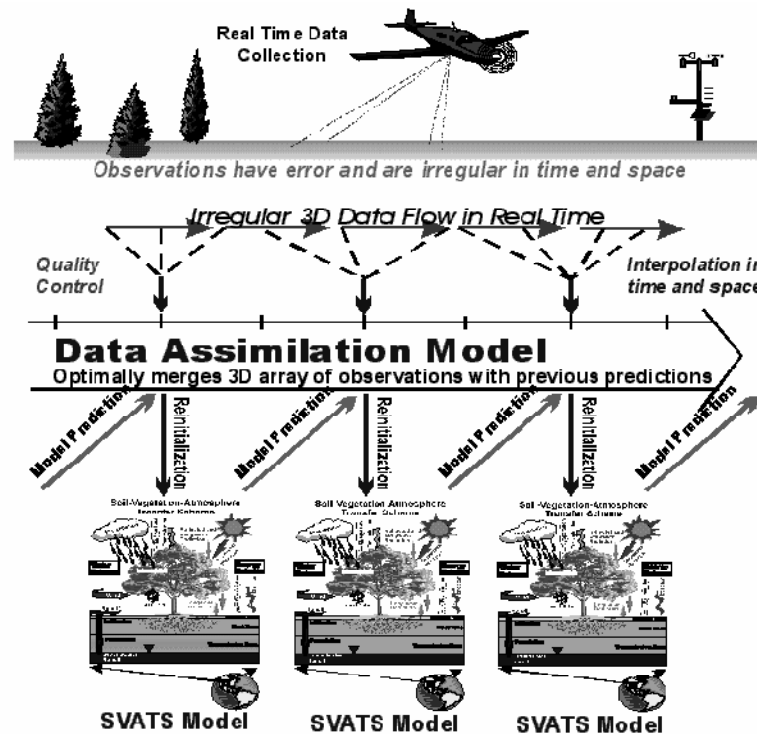 Real Time Data
Collection
Observations have error and are irregular in time and space
Irregular 3D Data Flow in Real Time
Quality
Control
Interpolation in
time and space
Data Assimilation Model
Optimally merges 3D array of observations with previous predictions
Model Prediction
Reinitialization
Model Prediction
Reinitialization
Model Prediction
Reinitialization
Model Prediction
Soil-Vegetation-Atmosphere
Transfer Scheme
Soil-Vegetation-Atmosphere
Transfer Scheme
Soil-Vegetation-Atmosphere
Transfer Scheme
SVATS Model
SVATS Model
SVATS Model